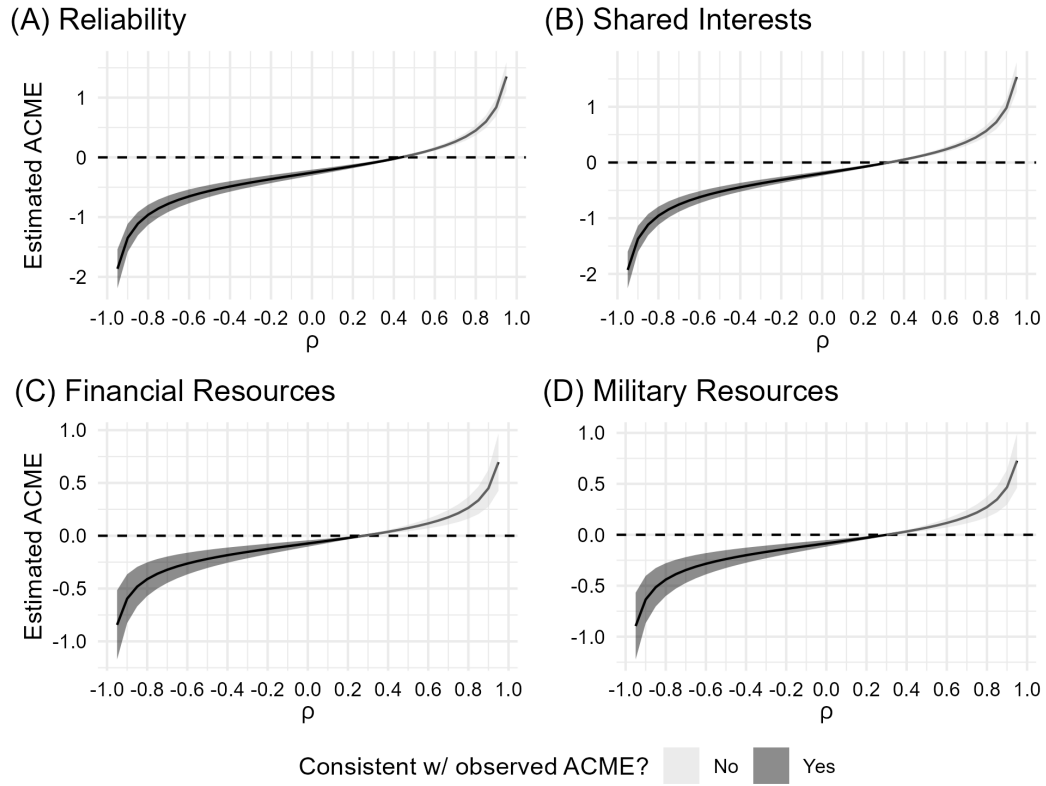 (A) Reliability
(B) Shared Interests
Estimated ACME
1
0
-1
-2
-1.0 -0.8 -0.6 -0.4 -0.2 0.0 0.2 0.4 0.6 0.8 1.0
ρ
1
0
-1
-2
-1.0 -0.8 -0.6 -0.4 -0.2 0.0 0.2 0.4 0.6 0.8 1.0
ρ
(C) Financial Resources
(D) Military Resources
Estimated ACME
1.0
0.5
0.0
-0.5
-1.0
-1.0 -0.8 -0.6 -0.4 -0.2 0.0 0.2 0.4 0.6 0.8 1.0
ρ
1.0
0.5
0.0
-0.5
-1.0
-1.0 -0.8 -0.6 -0.4 -0.2 0.0 0.2 0.4 0.6 0.8 1.0
ρ
Consistent w/ observed ACME? No Yes